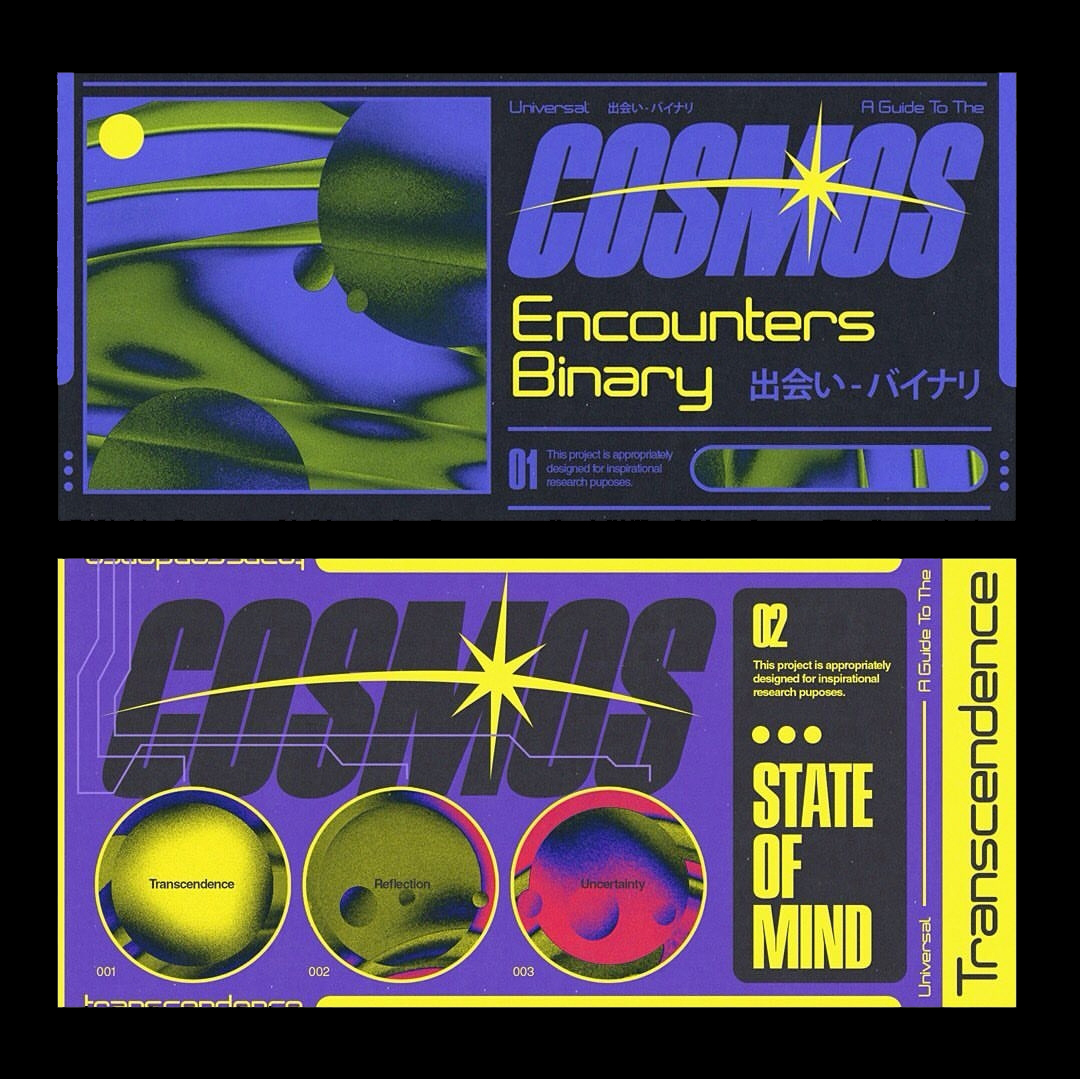 Universal 出会い - バイナリ A Guide To The
COSMOS
Encounters
Binary 出会い - バイナリ
01
This project is appropriately
designed for inspirational
research puposes.
transcendence
COSMOS
Transcendence
Reflection
Uncertainty
001
002
003
transcendence
02
This project is appropriately
designed for inspirational
research puposes.
STATE
OF
MIND
Universal A Guide To The
Transcendence